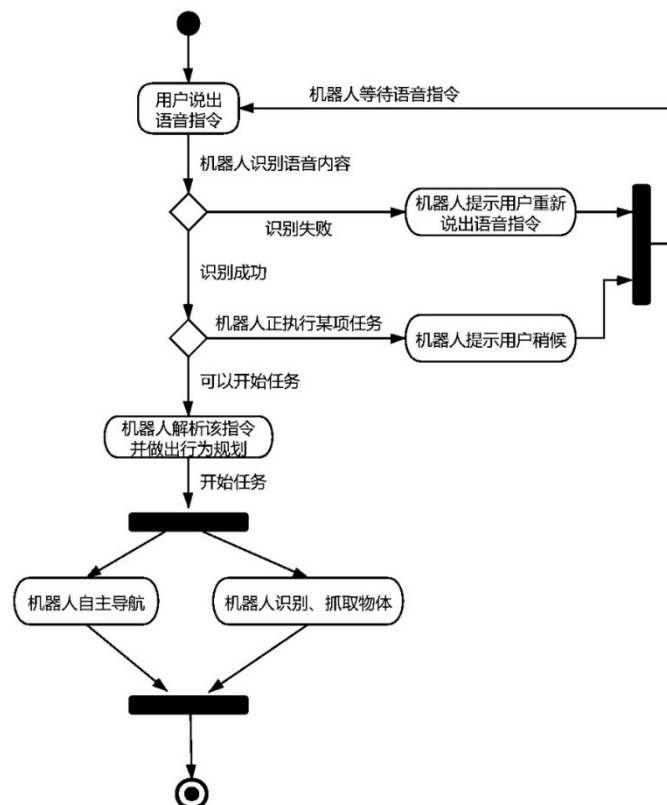 用户说出
语音指令
机器人等待语音指令
机器人识别语音内容
机器人提示用户重新
说出语音指令
识别失败
识别成功
机器人正执行某项任务
机器人提示用户稍候
可以开始任务
机器人解析该指令
并做出行为规划
开始任务
机器人自主导航
机器人识别、抓取物体